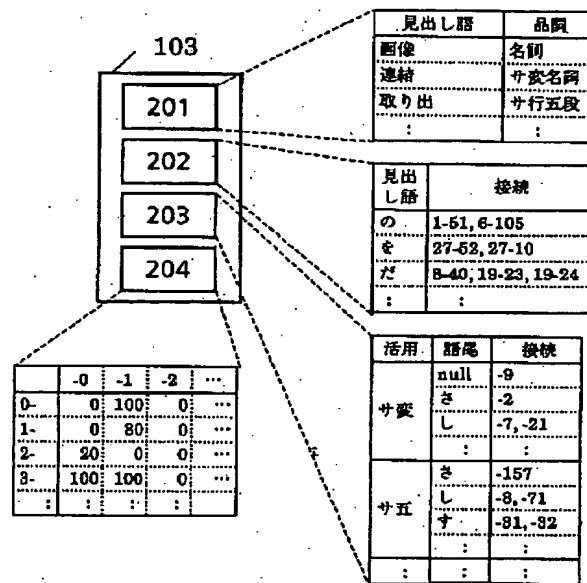 103
201
202
203
204
見出し語 品詞
画像 名詞
連結 サ変名詞
取り出 サ行五段
: :
見出し語 接続
の 1-51, 6-105
を 27-52, 27-10
だ 8-40, 19-23, 19-24
: :
活用 語尾 接続
サ変 null -9
さ -2
し -7, -21
: :
サ五 さ -157
し -8, -71
す -31, -32
: :
: : :
-0 -1 -2 …
0- 0 100 0 …
1- 0 80 0 …
2- 20 0 0 …
3- 100 100 0 …
: : : :